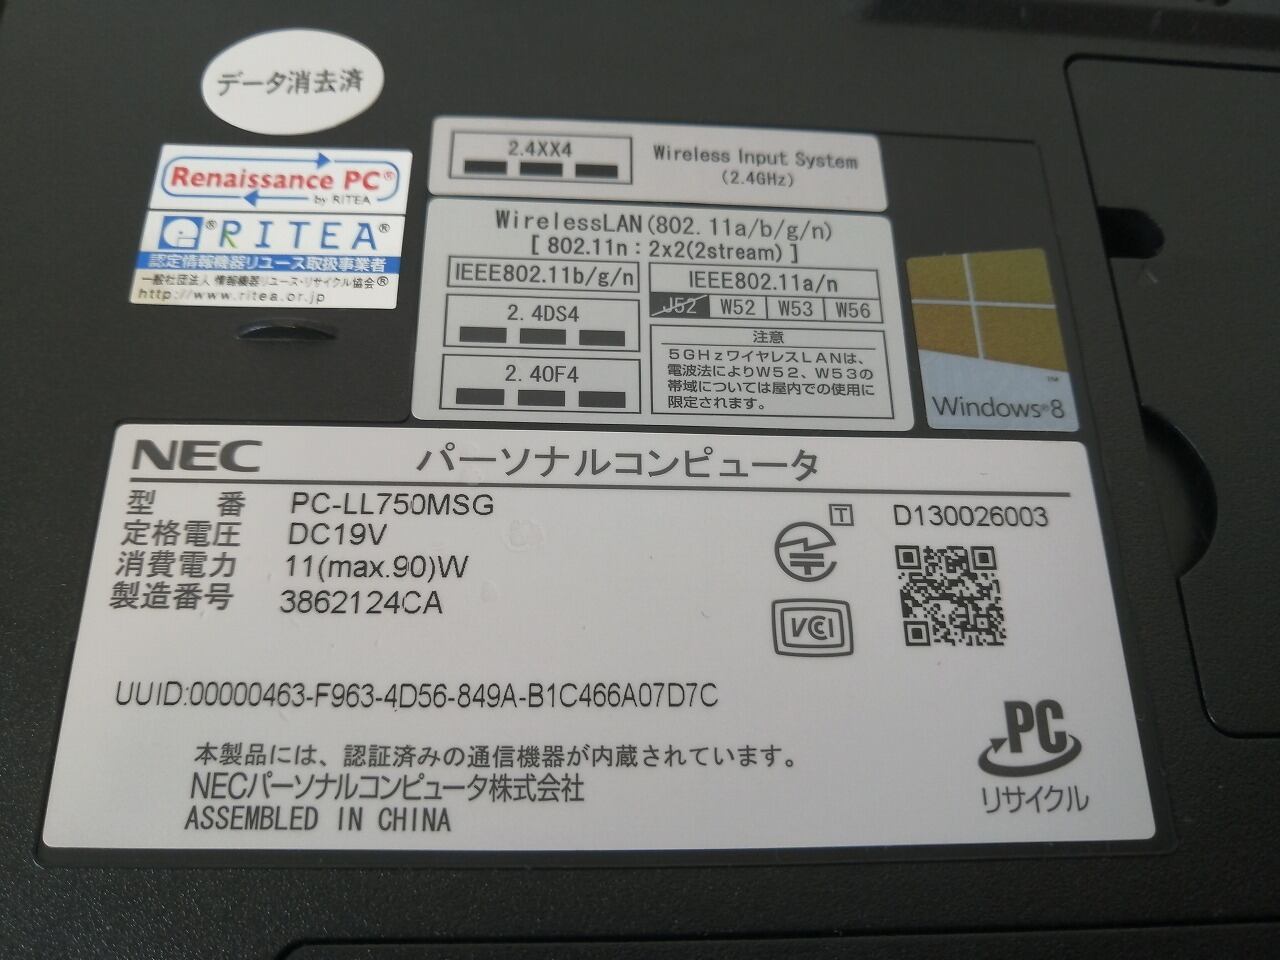 データ消去済
Renaissance PC®
by RITEA
®RITEA®
認定情報機器リユース取扱事業者
一般社団法人 情報機器リユース・リサイクル協会®
http://www.ritea.or.jp
2.4XX4
Wireless Input System
(2.4GHz)
WirelessLAN(802.11a/b/g/n)
[ 802.11n : 2x2(2stream) ]
IEEE802.11b/g/n
IEEE802.11a/n
J52 W52 W53 W56
2.4DS4
2.4OF4
注意
5GHzワイヤレスLANは、
電波法によりW52、W53の
帯域については屋内での使用に
限定されます。
Windows®8
NEC パーソナルコンピュータ
型 番 PC-LL750MSG
定格電圧 DC19V
消費電力 11(max.90)W
製造番号 3862124CA
T D130026003
VCI
UUID:00000463-F963-4D56-849A-B1C466A07D7C
本製品には、認証済みの通信機器が内蔵されています。
NECパーソナルコンピュータ株式会社
ASSEMBLED IN CHINA
PC
リサイクル